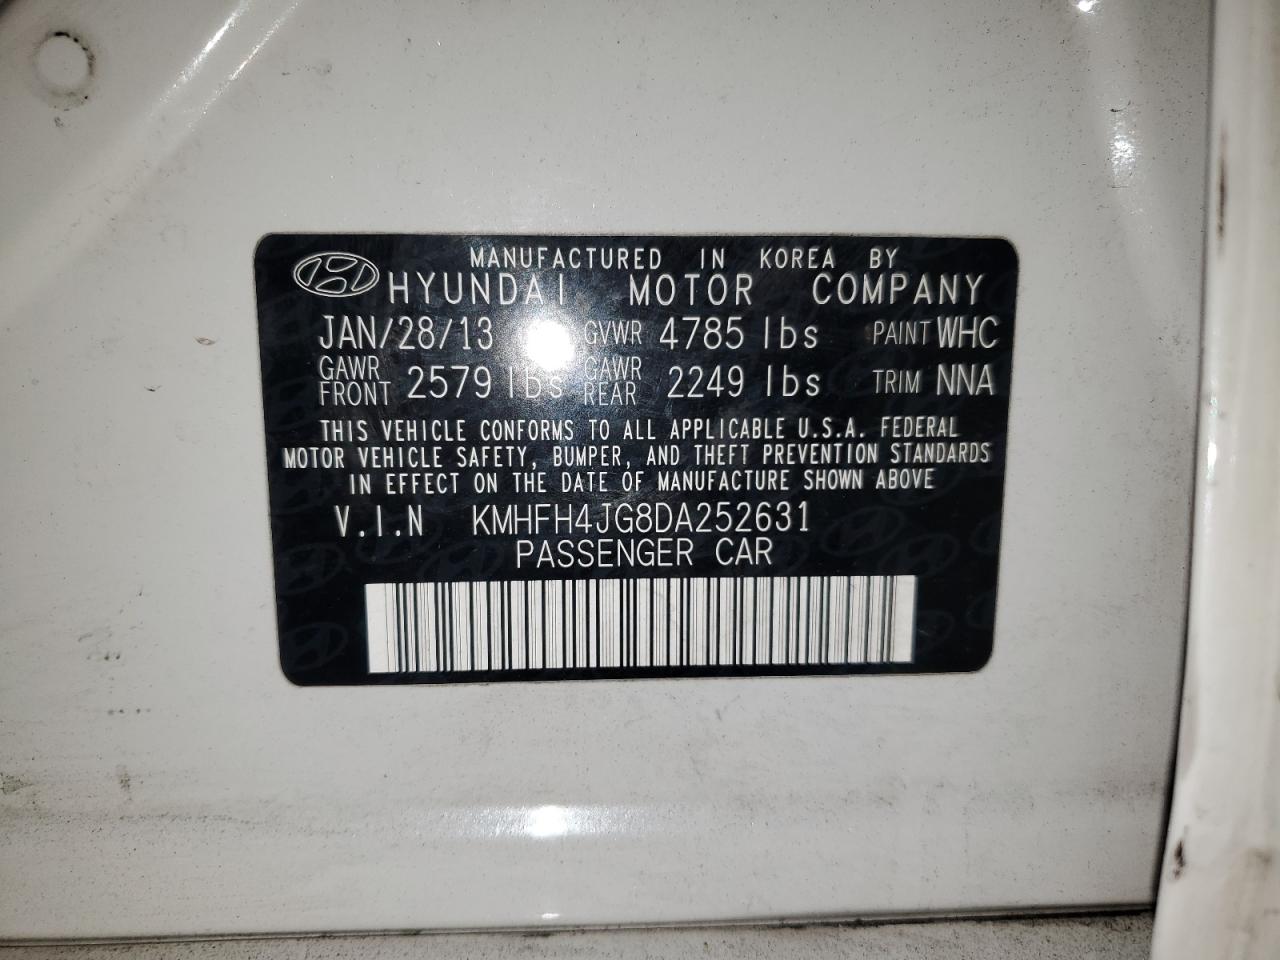 MANUFACTURED IN KOREA BY
HYUNDAI MOTOR COMPANY
JAN/28/13 GVWR 4785 lbs PAINT WHC
GAWR FRONT 2579 lbs GAWR REAR 2249 lbs TRIM NNA
THIS VEHICLE CONFORMS TO ALL APPLICABLE U.S.A. FEDERAL
MOTOR VEHICLE SAFETY, BUMPER, AND THEFT PREVENTION STANDARDS
IN EFFECT ON THE DATE OF MANUFACTURE SHOWN ABOVE
V.I.N KMHFH4JG8DA252631
PASSENGER CAR